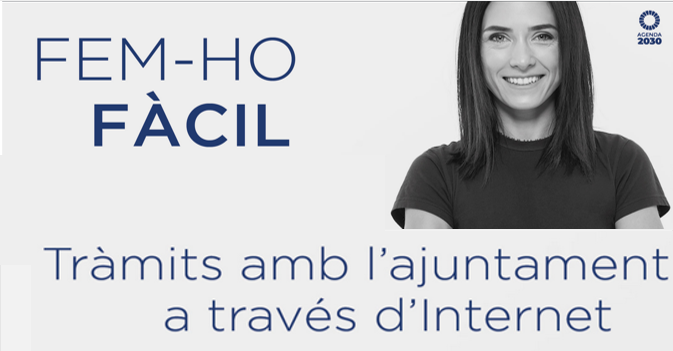 FEM-HO
FÀCIL
AGENDA
2030
Tràmits amb l’ajuntament
a través d’Internet